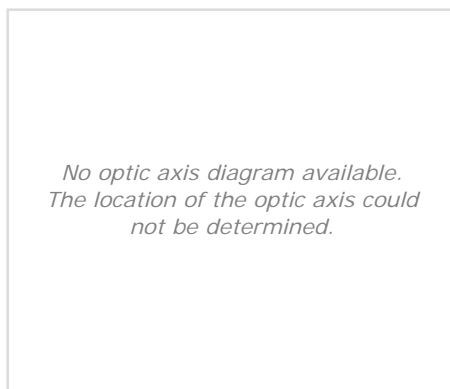 No optic axis diagram available.
The location of the optic axis could
not be determined.